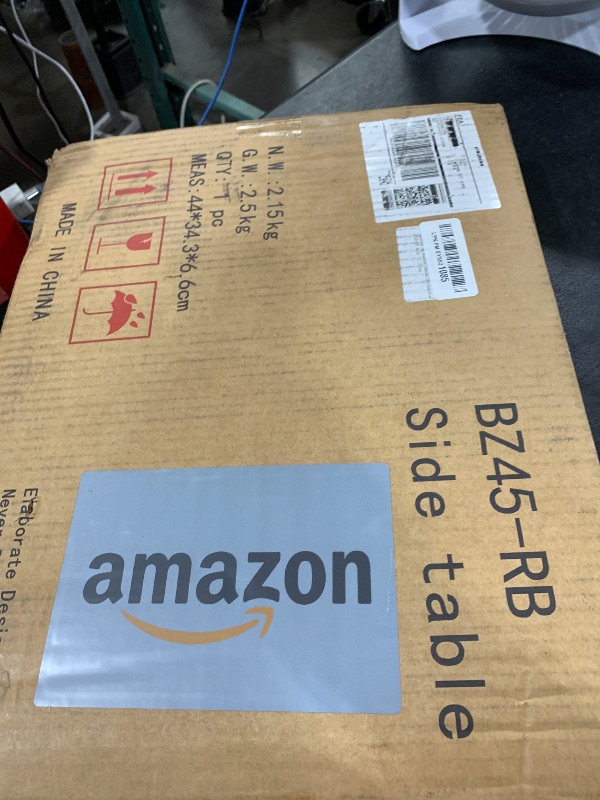 N.W.:2.15kg
G.W.:2.5kg
QTY.: 1 pc
MEAS.:44*34.3*6.6cm
MADE IN CHINA
BZ45-RB
Side table
amazon
Elaborate